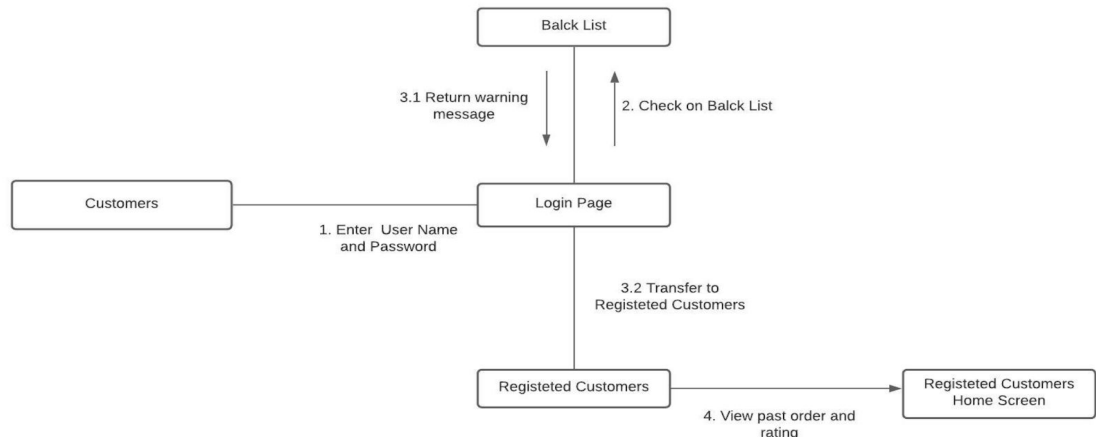 Balck List
3.1 Return warning
message
2. Check on Balck List
Customers
Login Page
1. Enter User Name
and Password
3.2 Transfer to
Registeted Customers
Registeted Customers
Registeted Customers
Home Screen
4. View past order and
rating